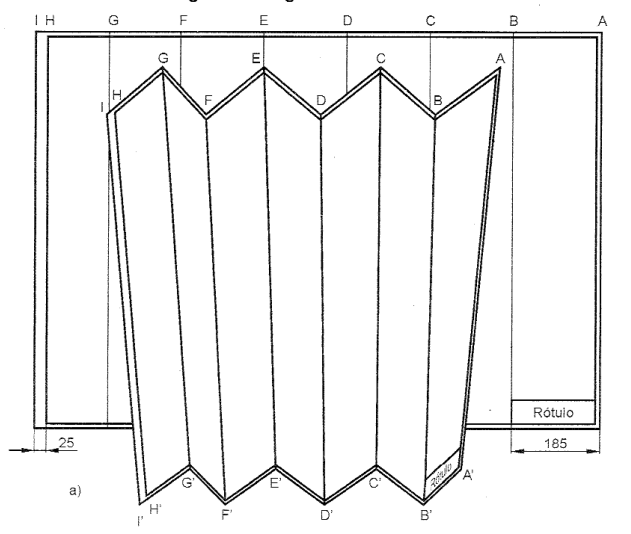 I H G F E D C B A
G E C A
H
I F D B
Rótulo
25 185
Rótulo
a) G' E' C' A'
H'
I' F' D' B'